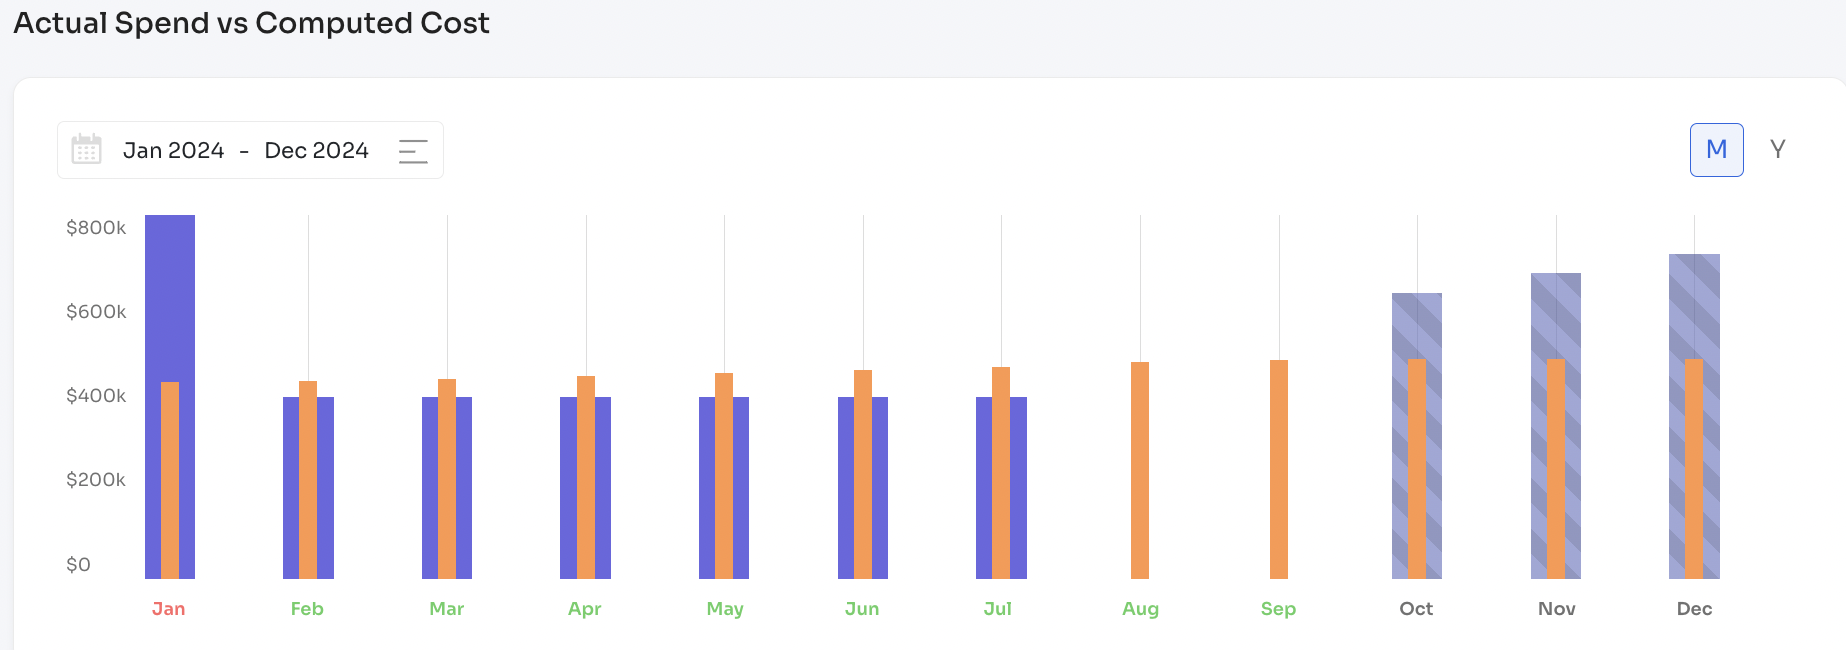 Actual Spend vs Computed Cost
Jan 2024 - Dec 2024
M Y
$800k
$600k
$400k
$200k
$0
Jan Feb Mar Apr May Jun Jul Aug Sep Oct Nov Dec